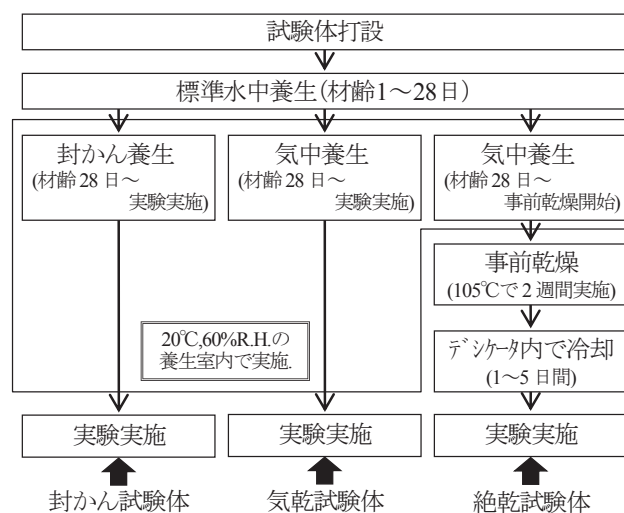 試験体打設
標準水中養生(材齢1～28日)
封かん養生
(材齢28日～
実験実施)
気中養生
(材齢28日～
実験実施)
気中養生
(材齢28日～
事前乾燥開始)
事前乾燥
(105℃で2週間実施)
20℃,60%R.H.の
養生室内で実施.
デシケータ内で冷却
(1～5日間)
実験実施
実験実施
実験実施
封かん試験体
気乾試験体
絶乾試験体